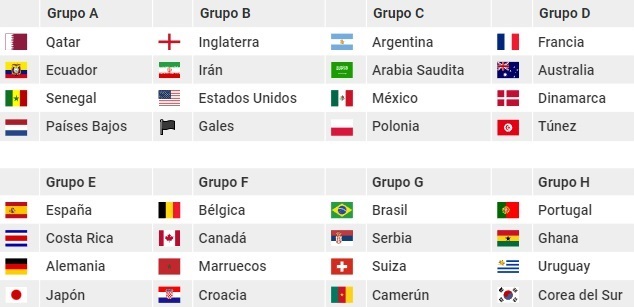 Grupo A Grupo B Grupo C Grupo D
Qatar Inglaterra Argentina Francia
Ecuador Irán Arabia Saudita Australia
Senegal Estados Unidos México Dinamarca
Países Bajos Gales Polonia Túnez
Grupo E Grupo F Grupo G Grupo H
España Bélgica Brasil Portugal
Costa Rica Canadá Serbia Ghana
Alemania Marruecos Suiza Uruguay
Japón Croacia Camerún Corea del Sur